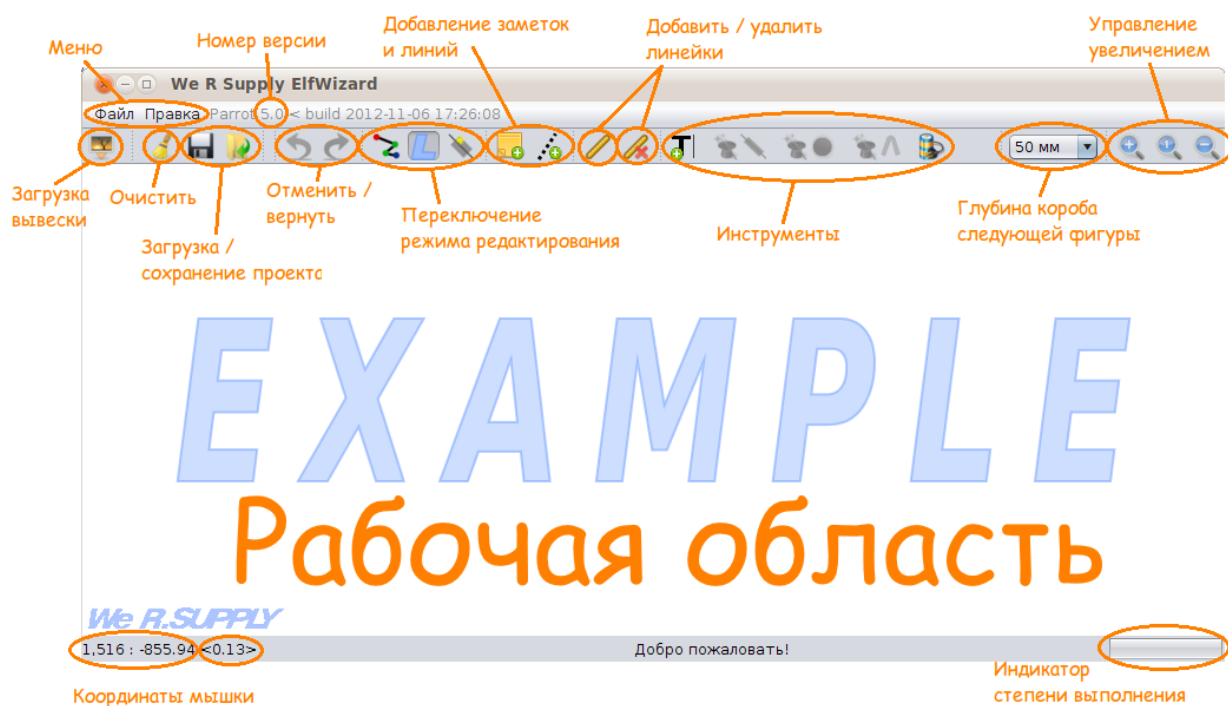 Меню
Номер версии
Добавление заметок
и линий
Добавить / удалить
линейки
Управление
увеличением
We R Supply ElfWizard
Файл Правка Parrot 5.0 < build 2012-11-06 17:26:08
50 мм
Загрузка
вывески
Очистить
Загрузка /
сохранение проекта
Отменить /
вернуть
Переключение
режима редактирования
Инструменты
Глубина короба
следующей фигуры
EXAMPLE
Рабочая область
We R.SUPPLY
1,516 : -855.94 <0.13>
Добро пожаловать!
Координаты мышки
Индикатор
степени выполнения